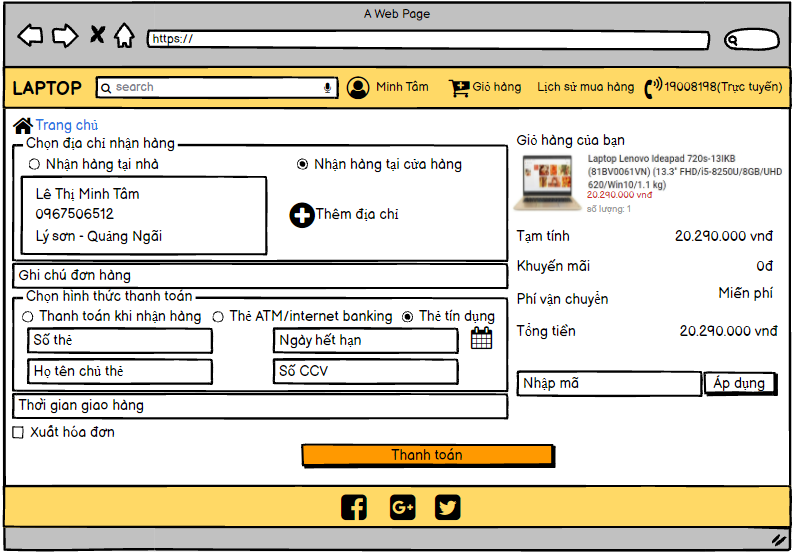 A Web Page
https://
LAPTOP
search
Minh Tâm
Giỏ hàng
Lịch sử mua hàng
19008198(Trực tuyến)
Trang chủ
Chọn địa chỉ nhận hàng
Nhận hàng tại nhà
Nhận hàng tại cửa hàng
Lê Thị Minh Tâm
0967506512
Lý sơn - Quảng Ngãi
Thêm địa chỉ
Ghi chú đơn hàng
Chọn hình thức thanh toán
Thanh toán khi nhận hàng
Thẻ ATM/internet banking
Thẻ tín dụng
Số thẻ
Ngày hết hạn
Họ tên chủ thẻ
Số CCV
Thời gian giao hàng
Xuất hóa đơn
Thanh toán
Giỏ hàng của bạn
Laptop Lenovo Ideapad 720s-13IKB
(81BV0061VN) (13.3" FHD/i5-8250U/8GB/UHD
620/Win10/1.1 kg)
20.290.000 vnđ
số lượng: 1
Tạm tính
20.290.000 vnđ
Khuyến mãi
0đ
Phí vận chuyển
Miễn phí
Tổng tiền
20.290.000 vnđ
Nhập mã
Áp dụng